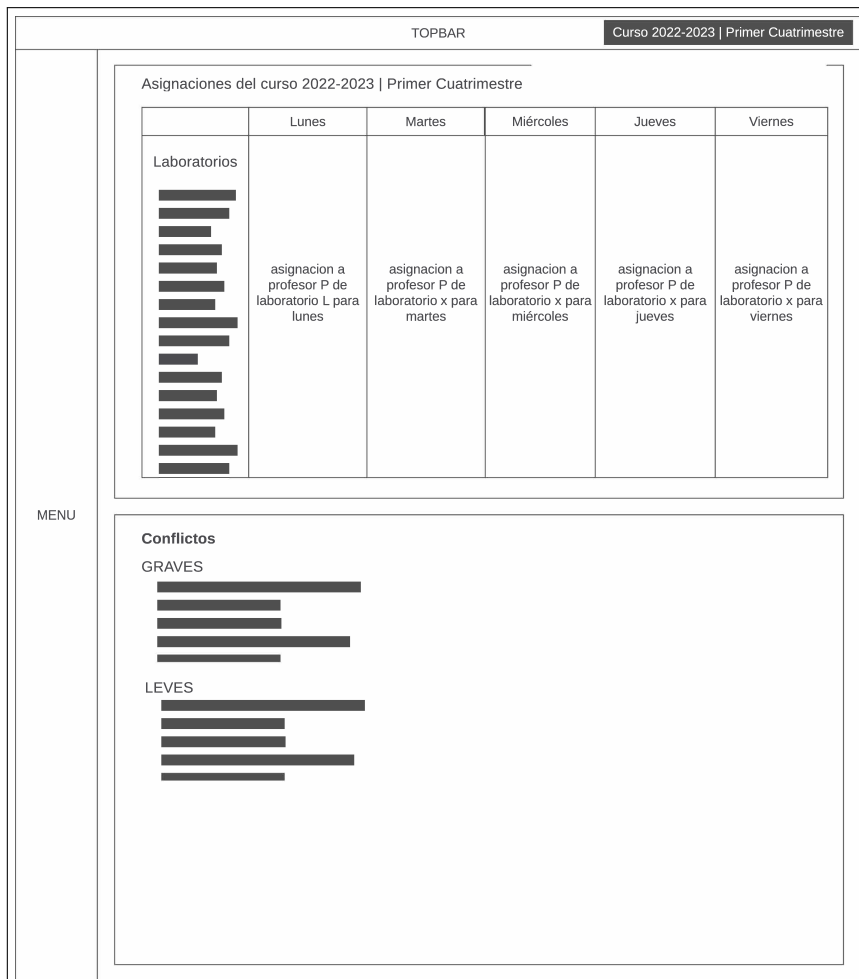 TOPBAR
Curso 2022-2023 | Primer Cuatrimestre
Asignaciones del curso 2022-2023 | Primer Cuatrimestre
Lunes
Martes
Miércoles
Jueves
Viernes
Laboratorios
asignacion a
profesor P de
laboratorio L para
lunes
asignacion a
profesor P de
laboratorio x para
martes
asignacion a
profesor P de
laboratorio x para
miércoles
asignacion a
profesor P de
laboratorio x para
jueves
asignacion a
profesor P de
laboratorio x para
viernes
MENU
Conflictos
GRAVES
LEVES